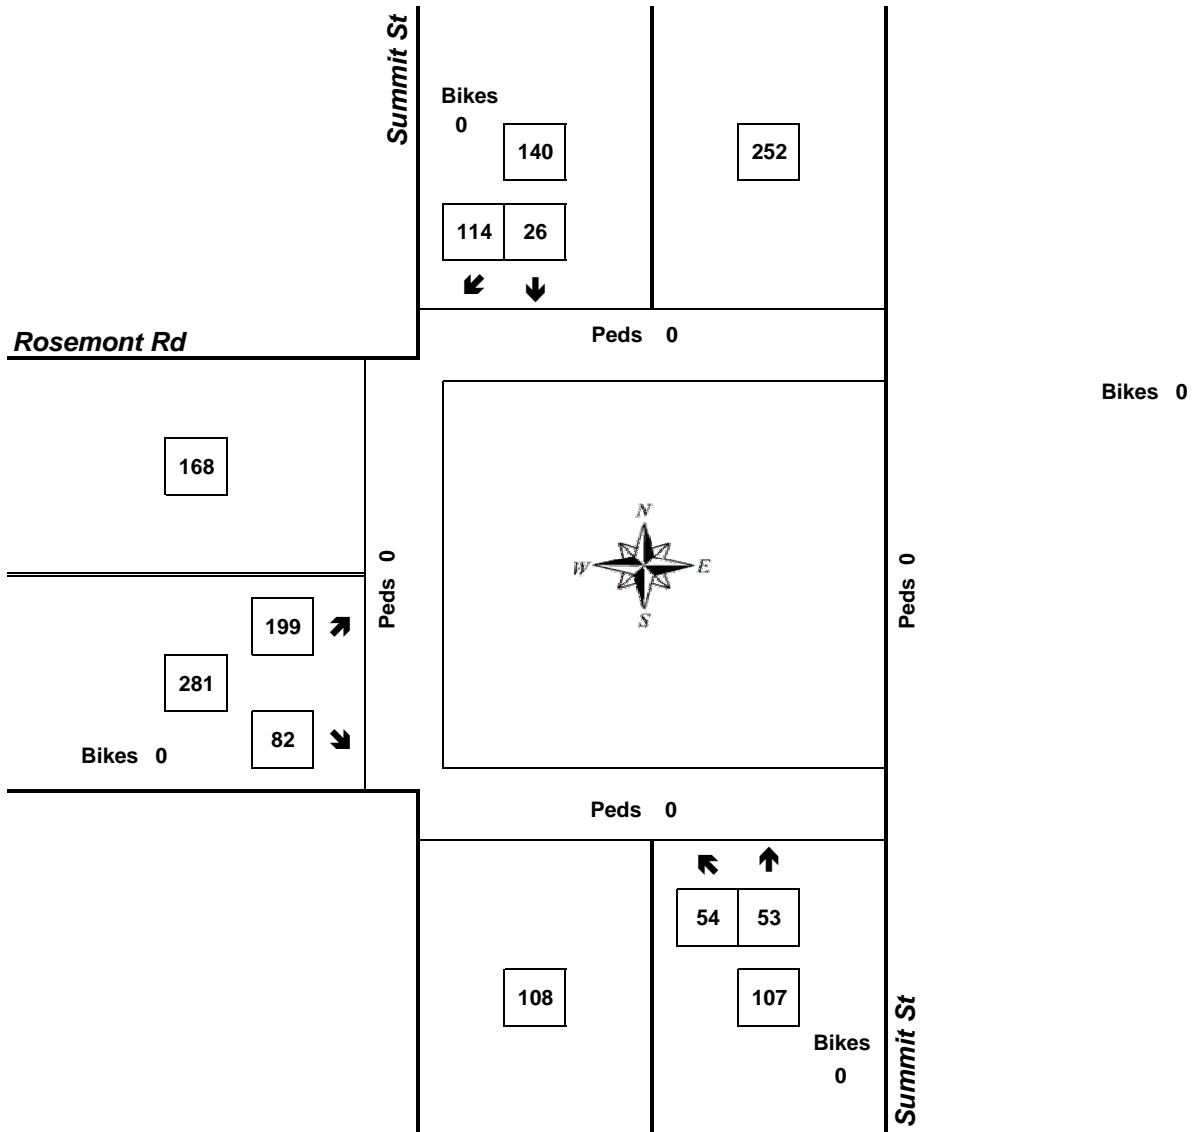 Summit St
Bikes
0
140
252
114 26
Peds 0
Rosemont Rd
Bikes 0
168
N
W E
S
Peds 0
Peds 0
199
281
82
Bikes 0
Peds 0
54 53
108
107
Bikes
0
Summit St